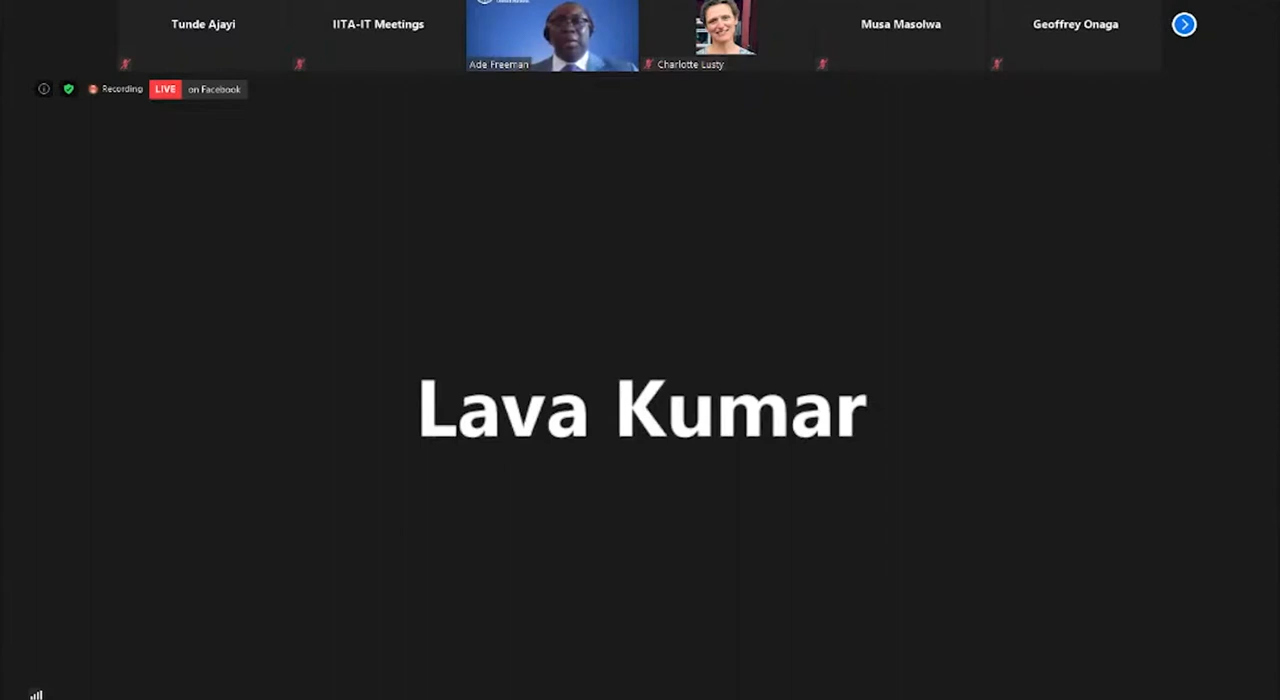 Tunde Ajayi
IITA-IT Meetings
Ade Freeman
Charlotte Lusty
Musa Masolwa
Geoffrey Onaga
Recording
LIVE
on Facebook
Lava Kumar